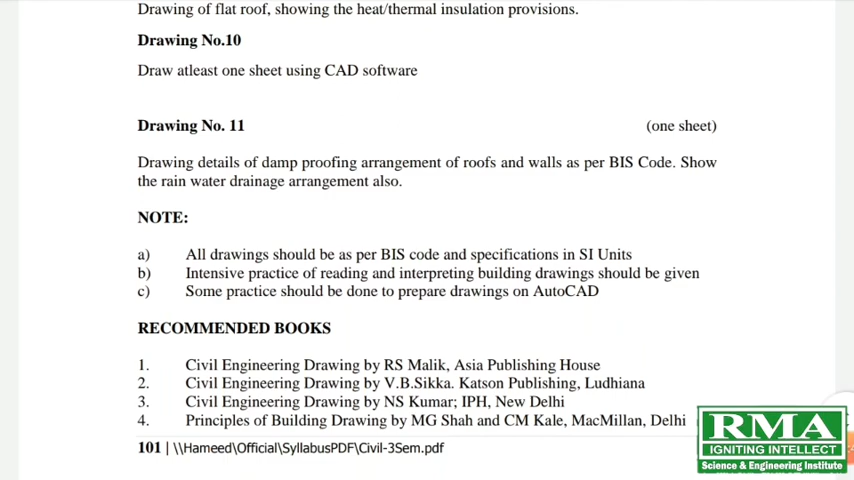 Drawing of flat roof, showing the heat/thermal insulation provisions.
Drawing No.10
Draw atleast one sheet using CAD software
Drawing No. 11 (one sheet)
Drawing details of damp proofing arrangement of roofs and walls as per BIS Code. Show
the rain water drainage arrangement also.
NOTE:
a) All drawings should be as per BIS code and specifications in SI Units
b) Intensive practice of reading and interpreting building drawings should be given
c) Some practice should be done to prepare drawings on AutoCAD
RECOMMENDED BOOKS
1. Civil Engineering Drawing by RS Malik, Asia Publishing House
2. Civil Engineering Drawing by V.B.Sikka. Katson Publishing, Ludhiana
3. Civil Engineering Drawing by NS Kumar; IPH, New Delhi
4. Principles of Building Drawing by MG Shah and CM Kale, MacMillan, Delhi
101 | \\Hameed\Official\SyllabusPDF\Civil-3Sem.pdf
RMA
IGNITING INTELLECT
Science & Engineering Institute